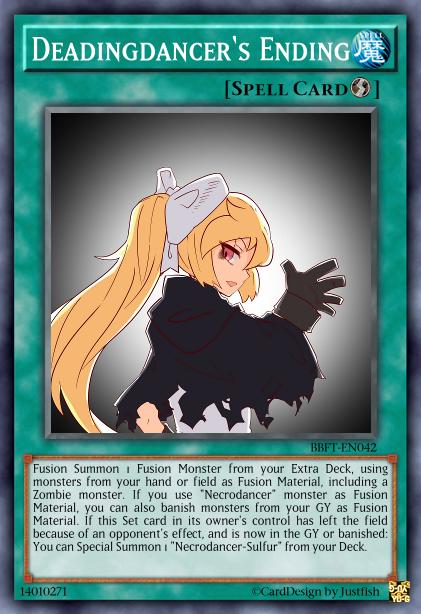 Deadingdancer's Ending
SPELL
魔
[Spell Card]
BBFT-EN042
Fusion Summon 1 Fusion Monster from your Extra Deck, using
monsters from your hand or field as Fusion Material, including a
Zombie monster. If you use "Necrodancer" monster as Fusion
Material, you can also banish monsters from your GY as Fusion
Material. If this Set card in its owner's control has left the field
because of an opponent's effect, and is now in the GY or banished:
You can Special Summon 1 "Necrodancer-Sulfur" from your Deck.
14010271
©CardDesign by Justfish